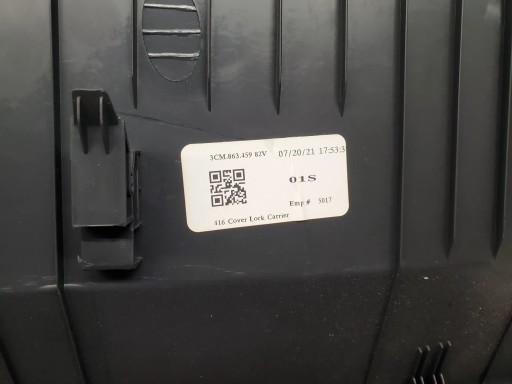 3CM.863.459 82V 07/20/21 17:53:3
01S
Emp # 5017
416 Cover Lock Carrier